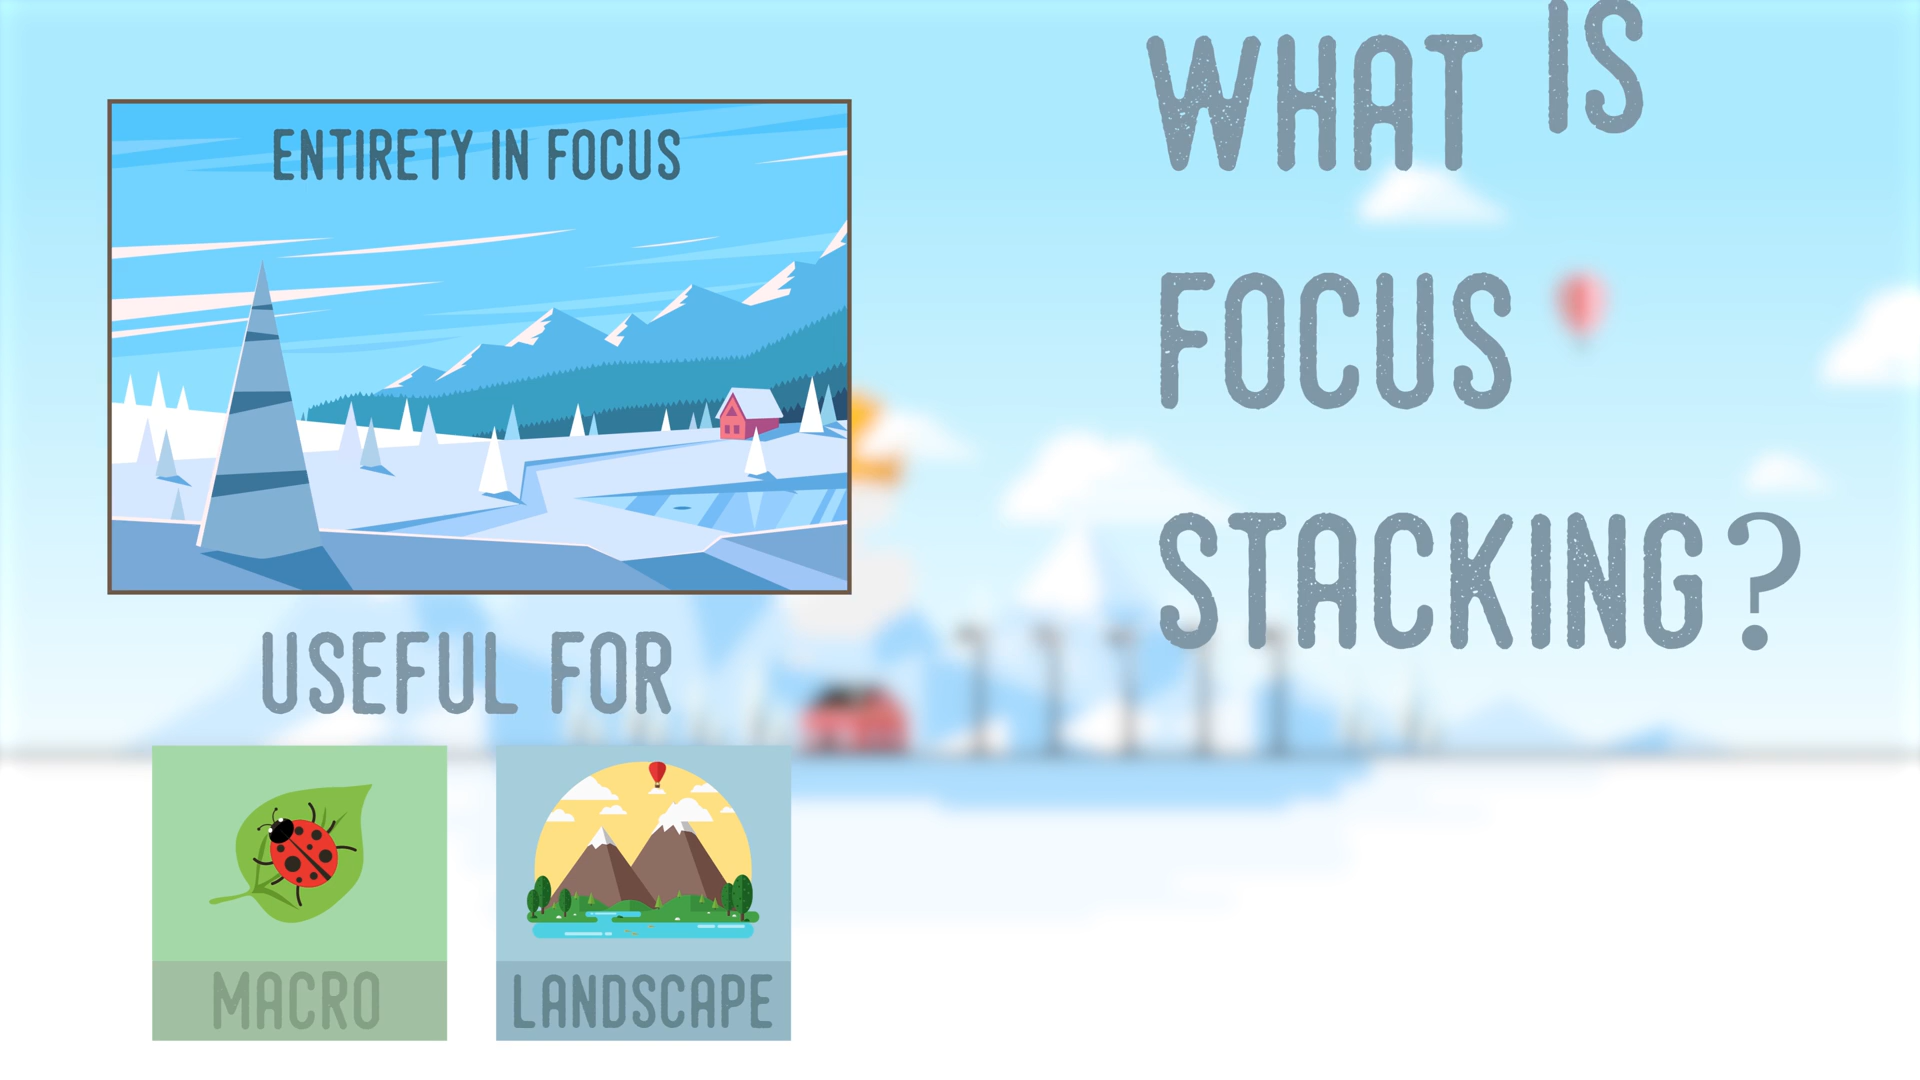 ENTIRETY IN FOCUS
USEFUL FOR
MACRO
LANDSCAPE
WHAT IS
FOCUS
STACKING?